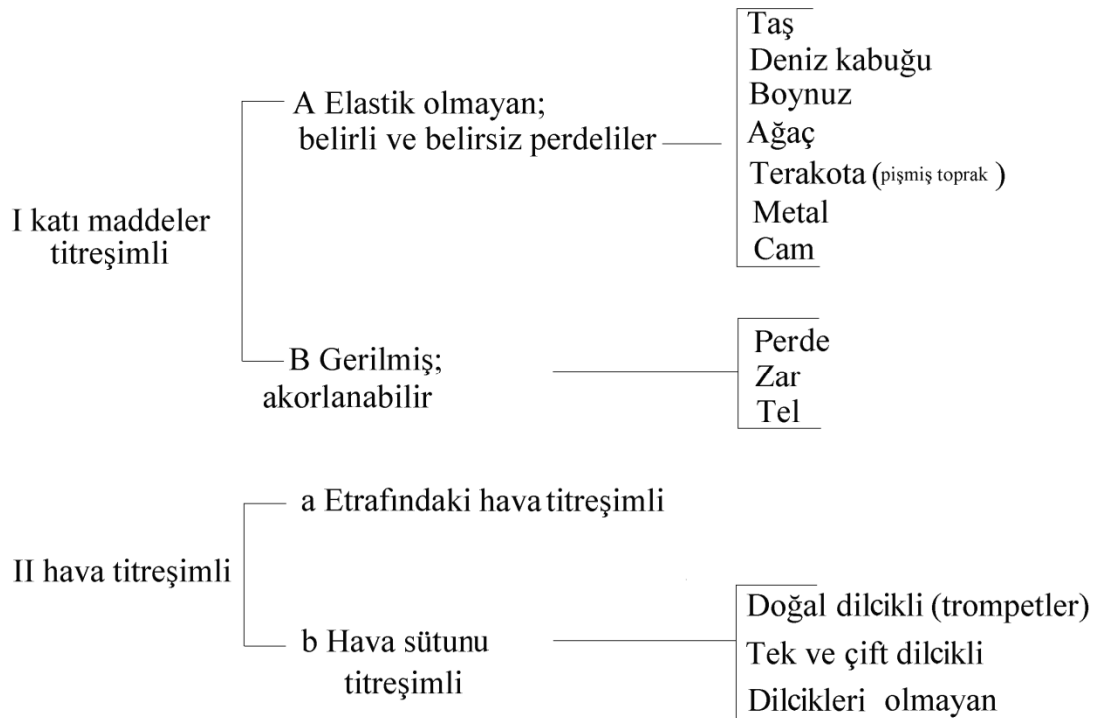 I katı maddeler
titreşimli
A Elastik olmayan;
belirli ve belirsiz perdeliler
Taş
Deniz kabuğu
Boynuz
Ağaç
Terakota (pişmiş toprak )
Metal
Cam
B Gerilmiş;
akorlanabilir
Perde
Zar
Tel
II hava titreşimli
a Etrafındaki hava titreşimli
b Hava sütunu
titreşimli
Doğal dilcikli (trompetler)
Tek ve çift dilcikli
Dilcikleri olmayan